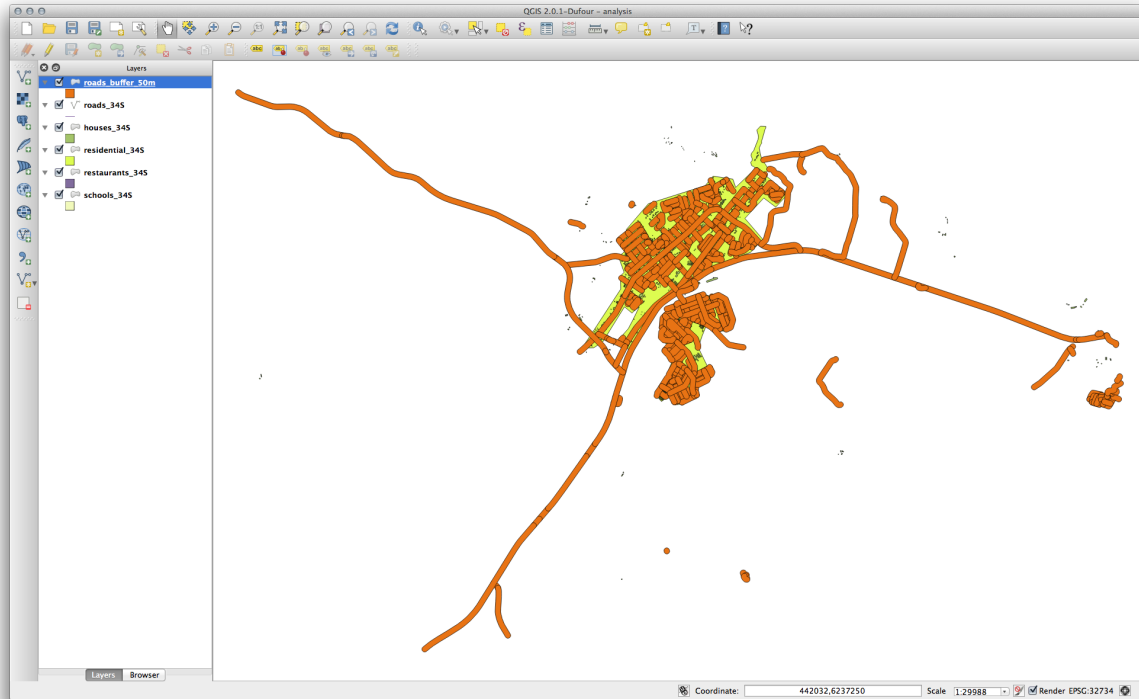 QGIS 2.0.1-Dufour - analysis
Layers
roads_buffer_50m
roads_34S
houses_34S
residential_34S
restaurants_34S
schools_34S
Layers Browser
Coordinate: 442032,6237250 Scale 1:29988 Render EPSG:32734